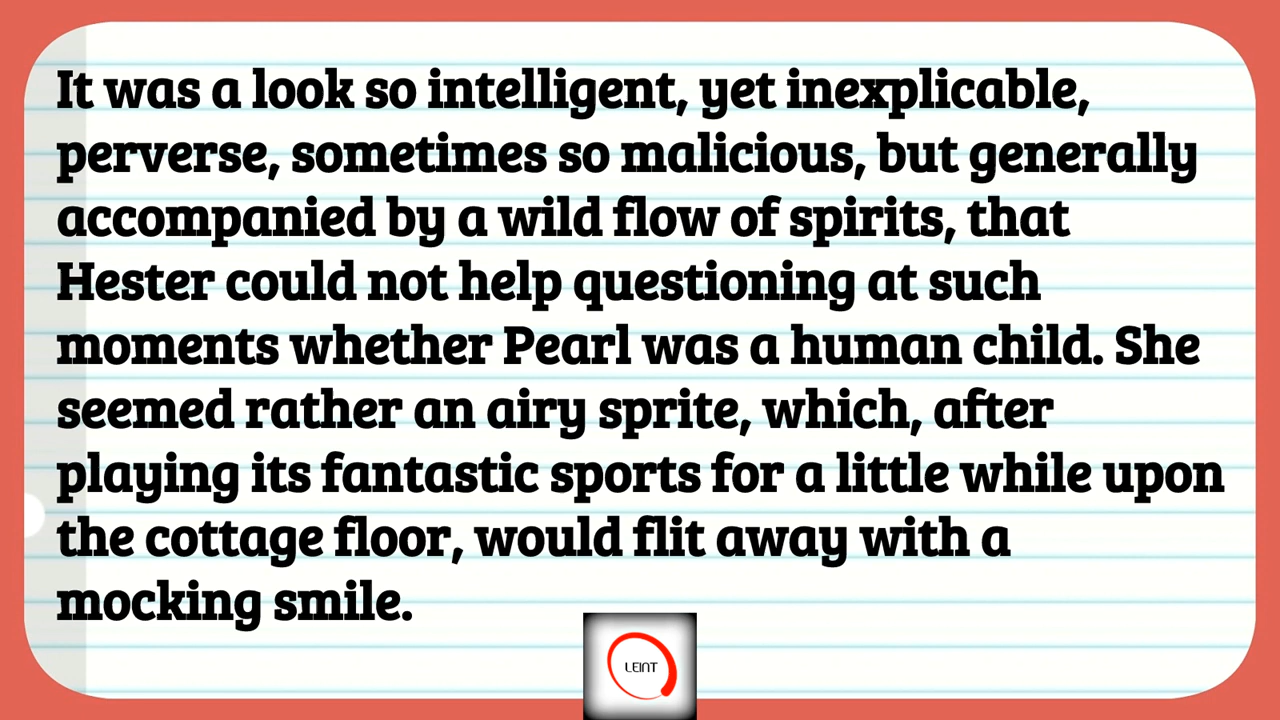 It was a look so intelligent, yet inexplicable,
perverse, sometimes so malicious, but generally
accompanied by a wild flow of spirits, that
Hester could not help questioning at such
moments whether Pearl was a human child. She
seemed rather an airy sprite, which, after
playing its fantastic sports for a little while upon
the cottage floor, would flit away with a
mocking smile.
LEINT